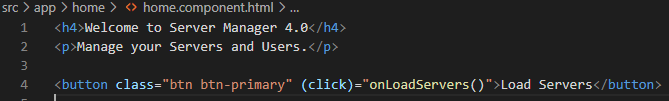 src > app > home > <> home.component.html > ...
1 <h4>Welcome to Server Manager 4.0</h4>
2 <p>Manage your Servers and Users.</p>
3
4 <button class="btn btn-primary" (click)="onLoadServers()">Load Servers</button>